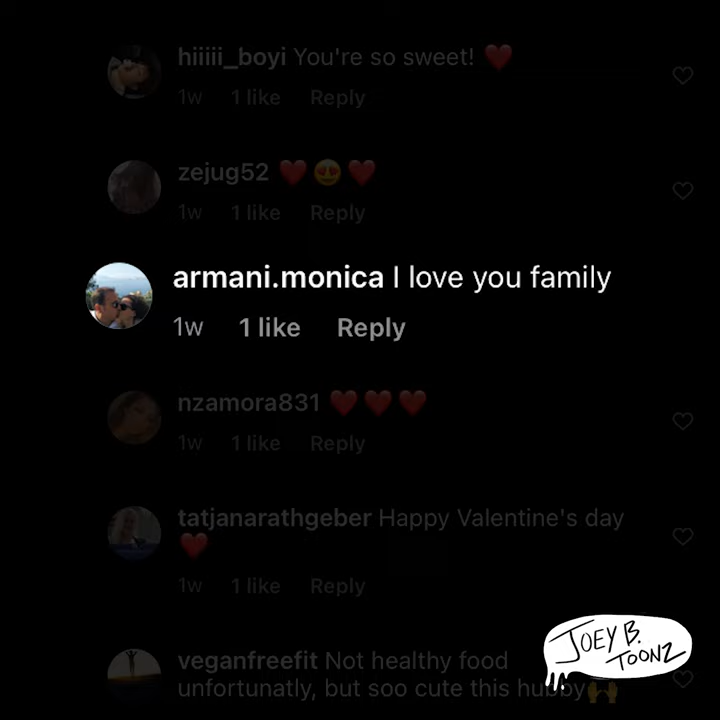 hiiiii_boyi You're so sweet! ❤️
1w 1 like Reply
zejug52 ❤️😍❤️
1w 1 like Reply
armani.monica I love you family
1w 1 like Reply
nzamora831 ❤️❤️❤️
1w 1 like Reply
tatjanarathgeber Happy Valentine's day
❤️
1w 1 like Reply
veganfreefit Not healthy food
unfortunatly, but soo cute this hubby🙌
JOEY B.
TOONZ